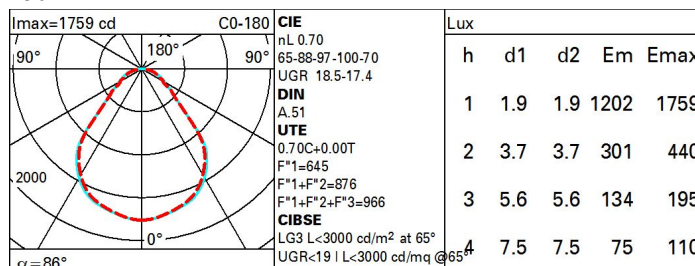 Imax=1759 cd C0-180
90° 180° 90°
2000
0°
α=86°
CIE
nL 0.70
65-88-97-100-70
UGR 18.5-17.4
DIN
A.51
UTE
0.70C+0.00T
F"1=645
F"1+F"2=876
F"1+F"2+F"3=966
CIBSE
LG3 L<3000 cd/m² at 65°
UGR<19 | L<3000 cd/mq @65°
Lux
h d1 d2 Em Emax
1 1.9 1.9 1202 1759
2 3.7 3.7 301 440
3 5.6 5.6 134 195
4 7.5 7.5 75 110